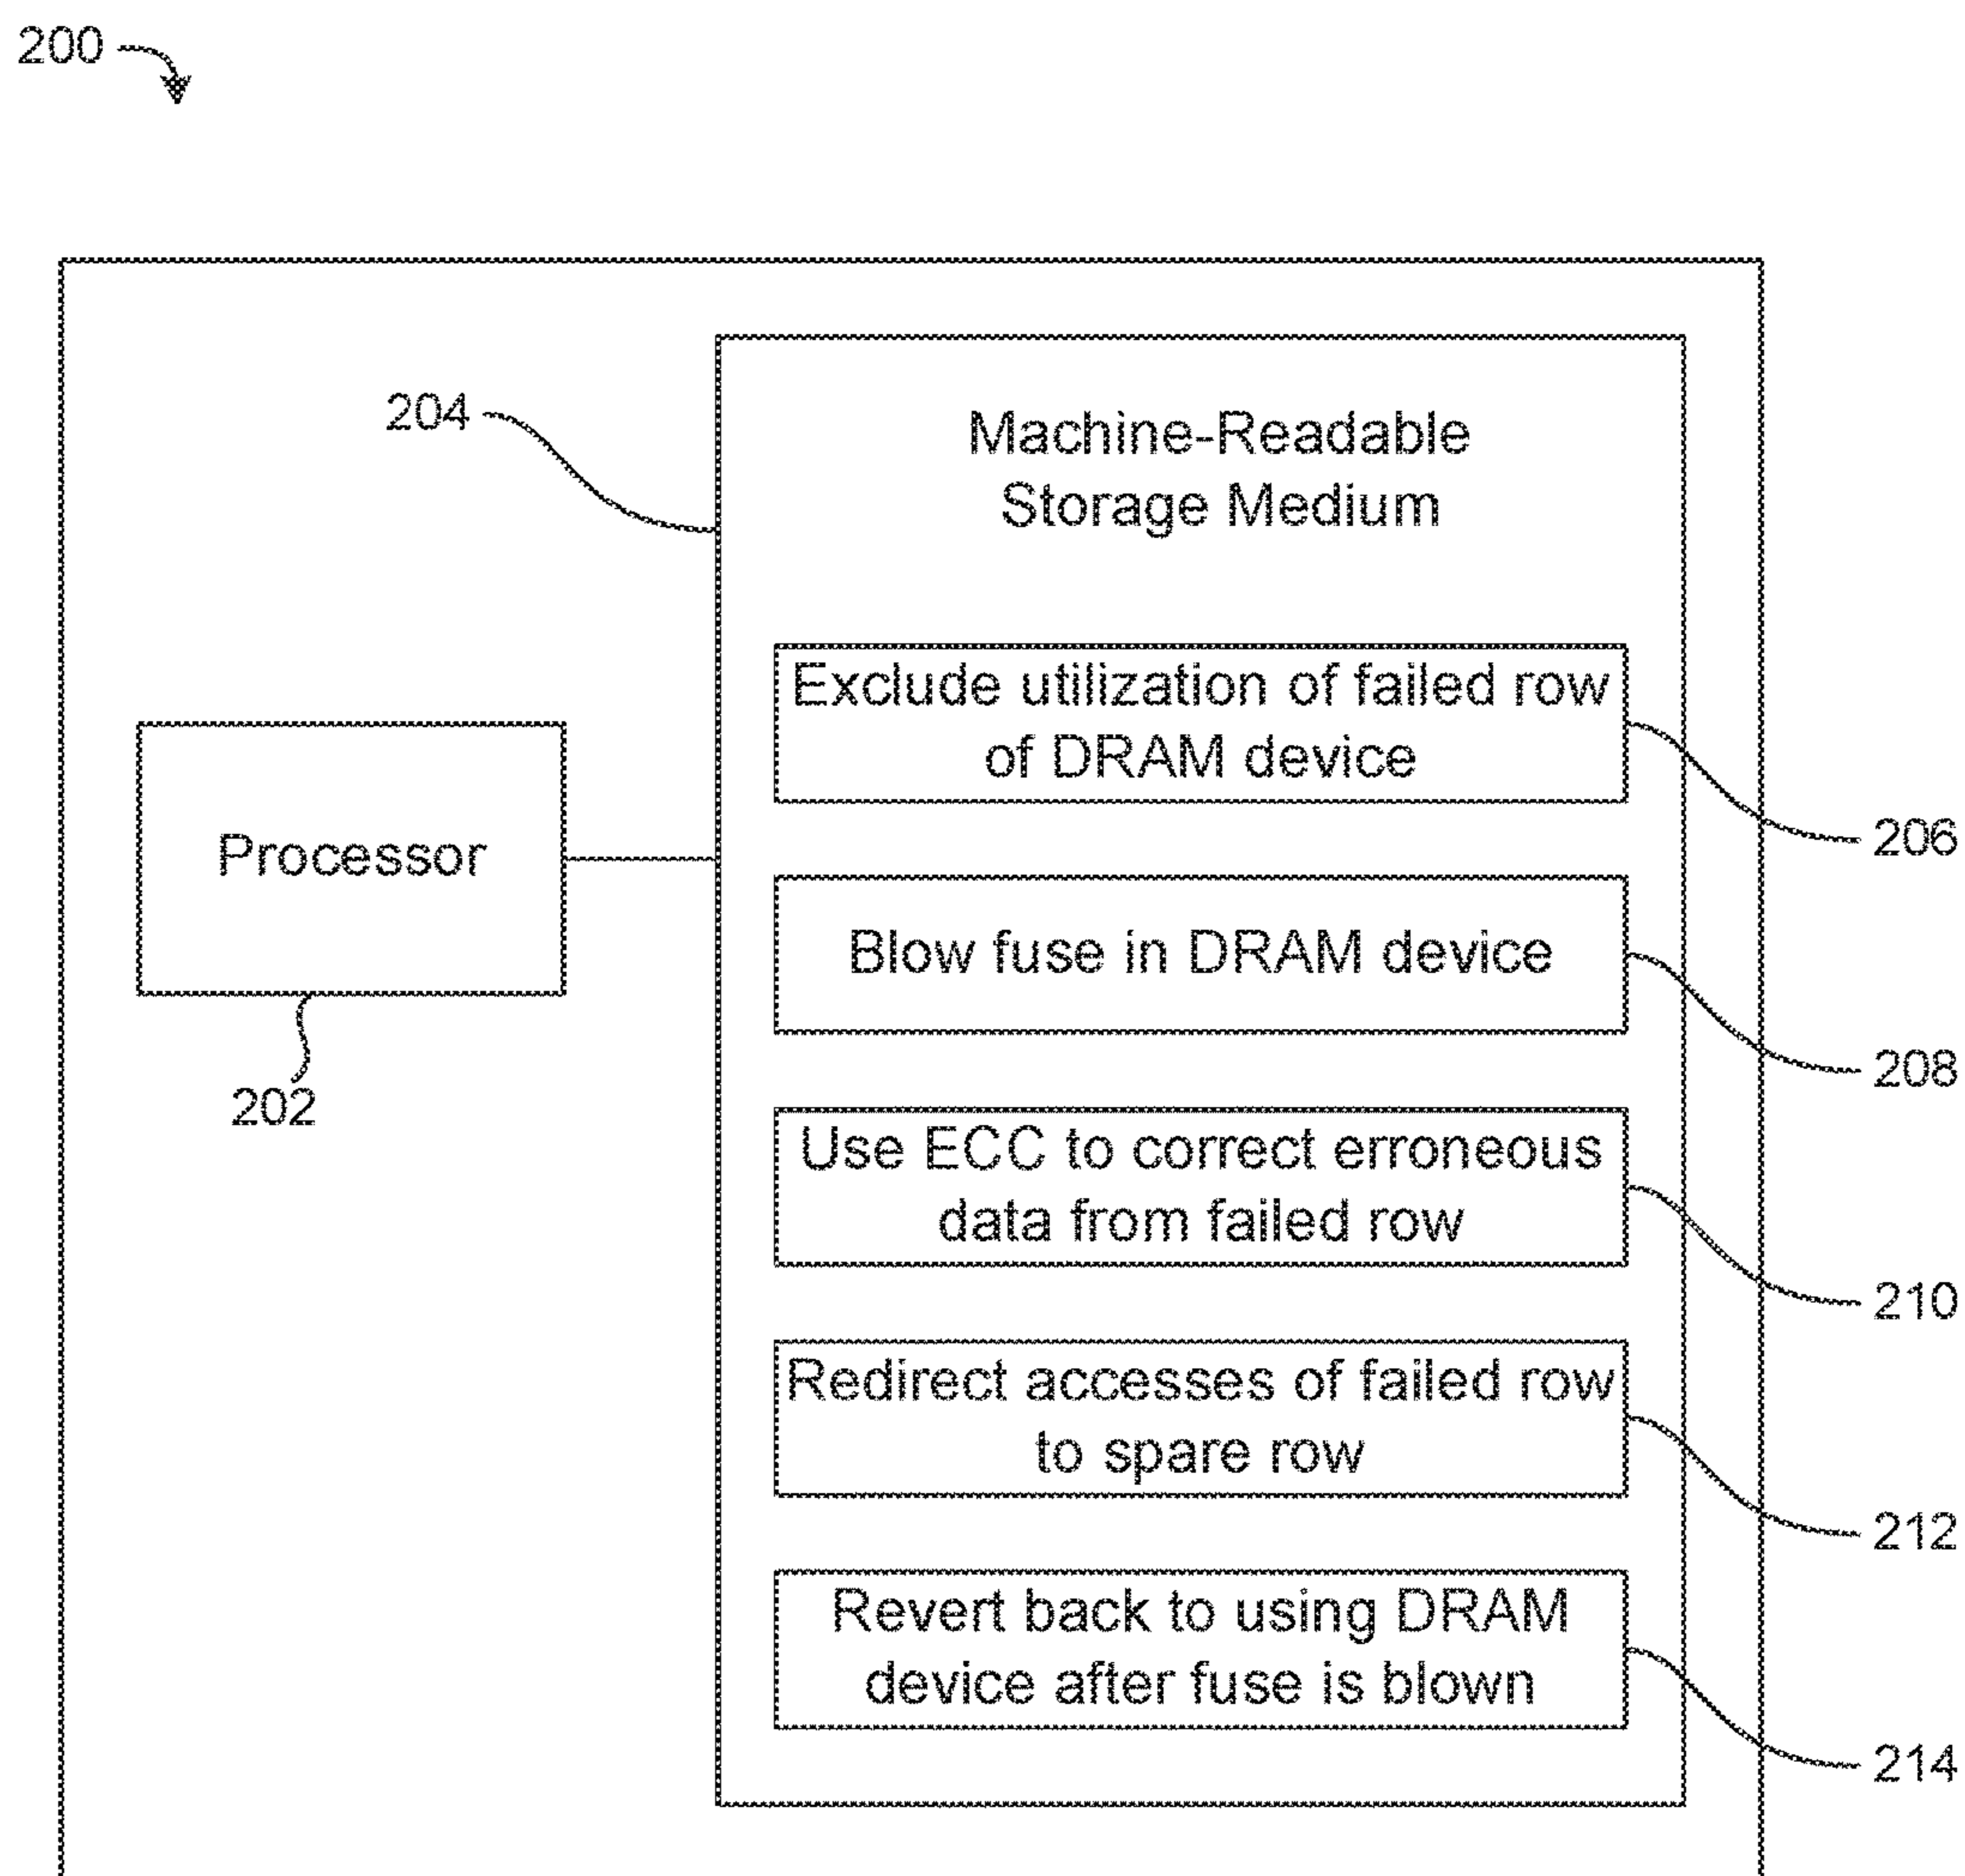 200
204
Machine-Readable
Storage Medium
Exclude utilization of failed row
of DRAM device
206
Processor
202
Blow fuse in DRAM device
208
Use ECC to correct erroneous
data from failed row
210
Redirect accesses of failed row
to spare row
212
Revert back to using DRAM
device after fuse is blown
214